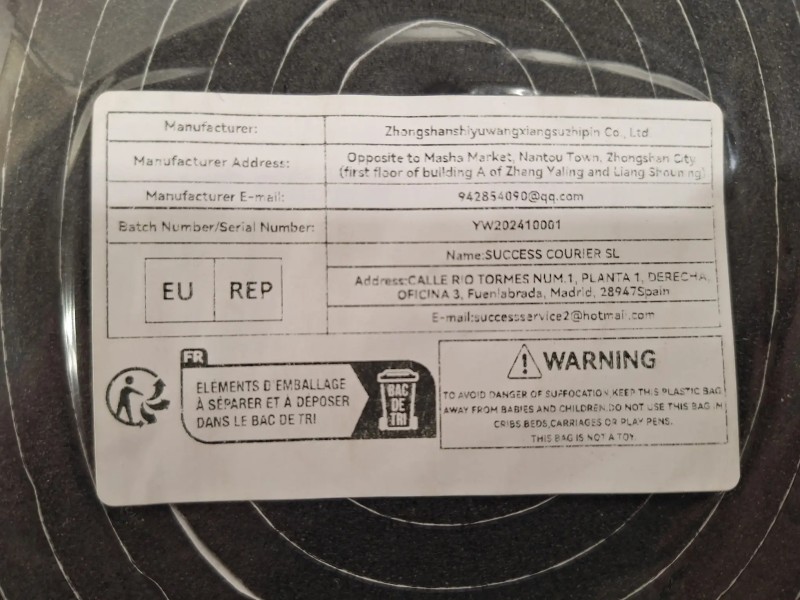 Manufacturer: Zhongshanshiyuwangxiangsuzhipin Co., Ltd
Manufacturer Address: Opposite to Masha Market, Nantou Town, Zhongshan City
(first floor of building A of Zheng Yaling and Liang Shouning)
Manufacturer E-mail: 942854090@qq.com
Batch Number/Serial Number: YW202410001
EU REP
Name:SUCCESS COURIER SL
Address:CALLE RIO TORMES NUM.1, PLANTA 1, DERECHA,
OFICINA 3, Fuenlabrada, Madrid, 28947Spain
E-mail:successservice2@hotmail.com
FR
ELEMENTS D EMBALLAGE
À SÉPARER ET À DÉPOSER
DANS LE BAC DE TRI
BAC
DE
TRI
WARNING
TO AVOID DANGER OF SUFFOCATION,KEEP THIS PLASTIC BAG
AWAY FROM BABIES AND CHILDREN.DO NOT USE THIS BAG IN
CRIBS,BEDS,CARRIAGES OR PLAY PENS.
THIS BAG IS NOT A TOY.